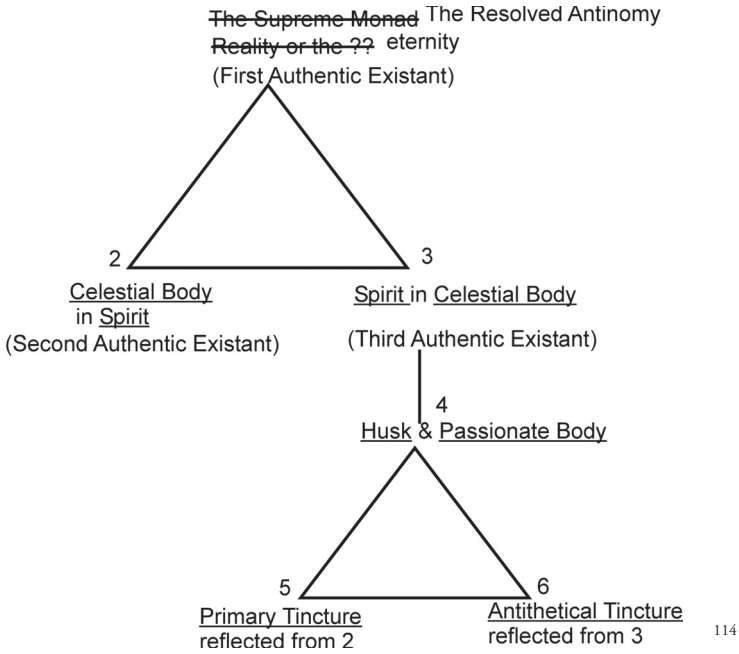 ~~The Supreme Monad~~ The Resolved Antinomy
~~Reality or the ??~~ eternity
(First Authentic Existant)
2
3
Celestial Body
in Spirit
(Second Authentic Existant)
Spirit in Celestial Body
(Third Authentic Existant)
4
Husk & Passionate Body
5
6
Primary Tincture
reflected from 2
Antithetical Tincture
reflected from 3
114